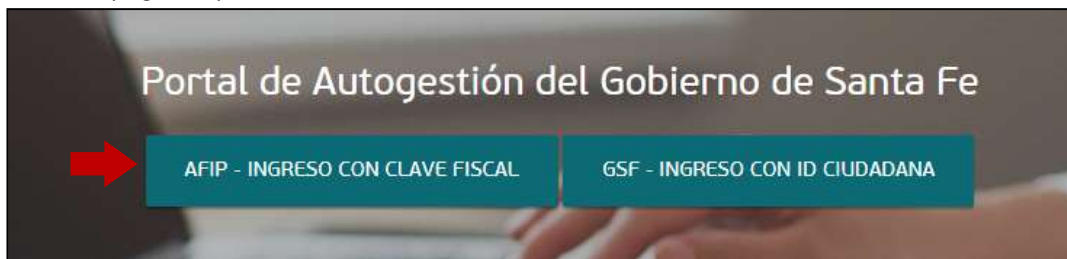 Portal de Autogestión del Gobierno de Santa Fe
AFIP - INGRESO CON CLAVE FISCAL
GSF - INGRESO CON ID CIUDADANA